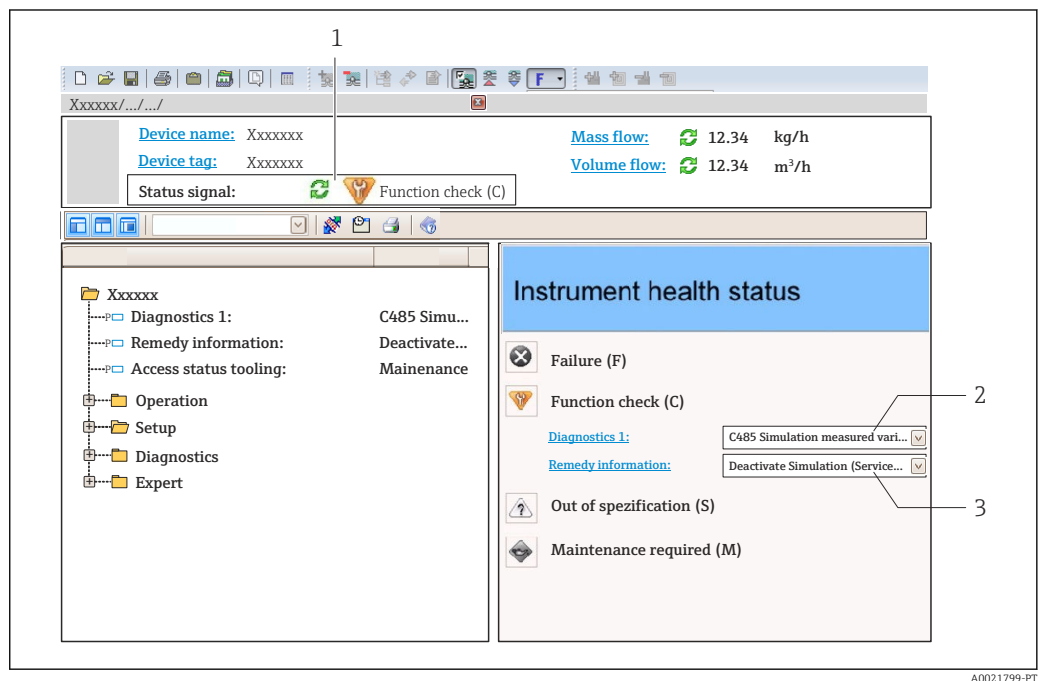 1
F
Xxxxxx/.../.../
Device name: Xxxxxxx
Mass flow: 12.34 kg/h
Device tag: Xxxxxxx
Volume flow: 12.34 m³/h
Status signal: Function check (C)
Xxxxxx
Diagnostics 1: C485 Simu...
Remedy information: Deactivate...
Access status tooling: Mainenance
Operation
Setup
Diagnostics
Expert
Instrument health status
Failure (F)
Function check (C)
2
Diagnostics 1: C485 Simulation measured vari...
Remedy information: Deactivate Simulation (Service...
Out of spezification (S)
3
Maintenance required (M)
A0021799-PT